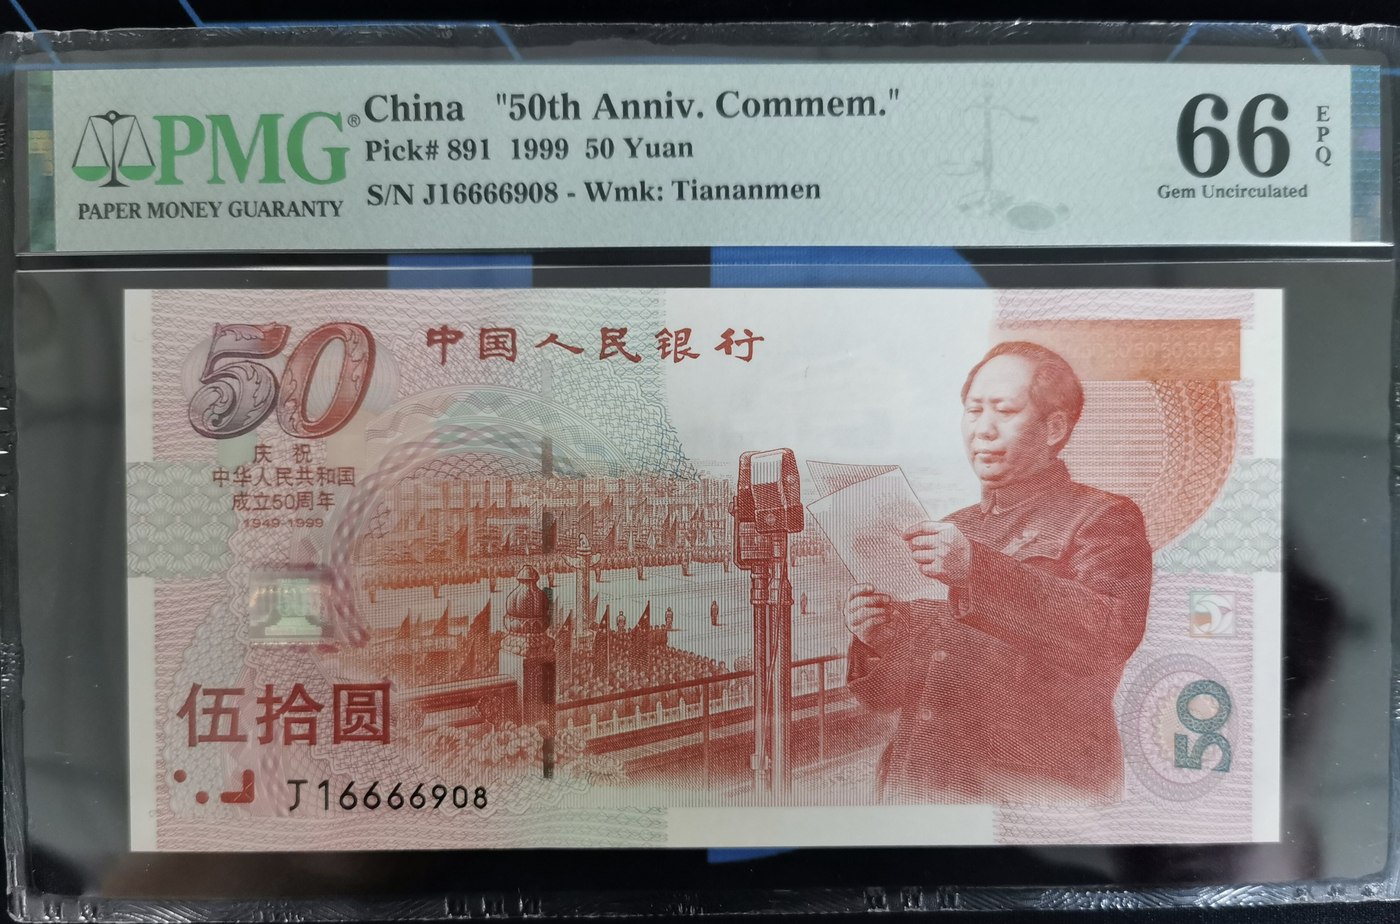 PMG®
PAPER MONEY GUARANTY
China "50th Anniv. Commem."
Pick# 891 1999 50 Yuan
S/N J16666908 - Wmk: Tiananmen
66
EPQ
Gem Uncirculated
50
中国人民银行
庆祝
中华人民共和国
成立50周年
1949-1999
伍拾圆
J16666908
50